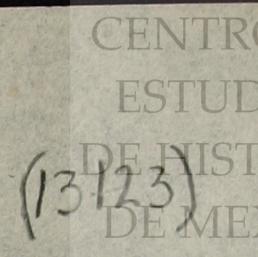 CENTRO
ESTUD
DE HIST
DE MEX
(13123)